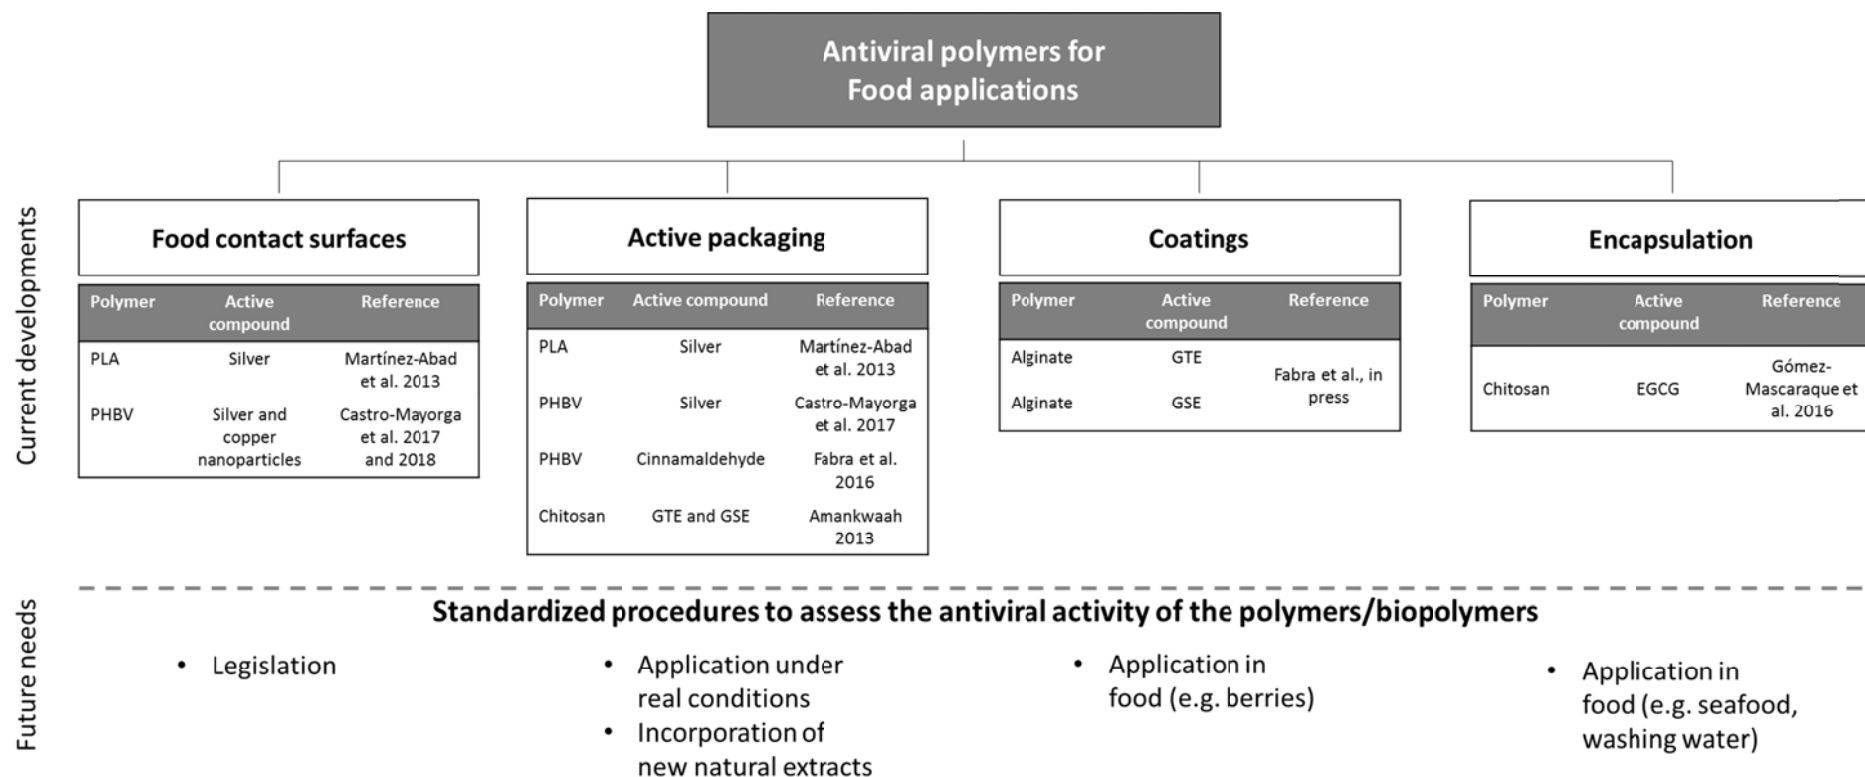 Antiviral polymers for
Food applications
Current developments
Food contact surfaces
Polymer Active compound Reference
PLA Silver Martínez-Abad et al. 2013
PHBV Silver and copper nanoparticles Castro-Mayorga et al. 2017 and 2018
Active packaging
Polymer Active compound Reference
PLA Silver Martínez-Abad et al. 2013
PHBV Silver Castro-Mayorga et al. 2017
PHBV Cinnamaldehyde Fabra et al. 2016
Chitosan GTE and GSE Amankwaah 2013
Coatings
Polymer Active compound Reference
Alginate GTE Fabra et al., in press
Alginate GSE
Encapsulation
Polymer Active compound Reference
Chitosan EGCG Gómez-Mascaraque et al. 2016
Future needs
Standardized procedures to assess the antiviral activity of the polymers/biopolymers
• Legislation
• Application under
real conditions
• Incorporation of
new natural extracts
• Application in
food (e.g. berries)
• Application in
food (e.g. seafood,
washing water)